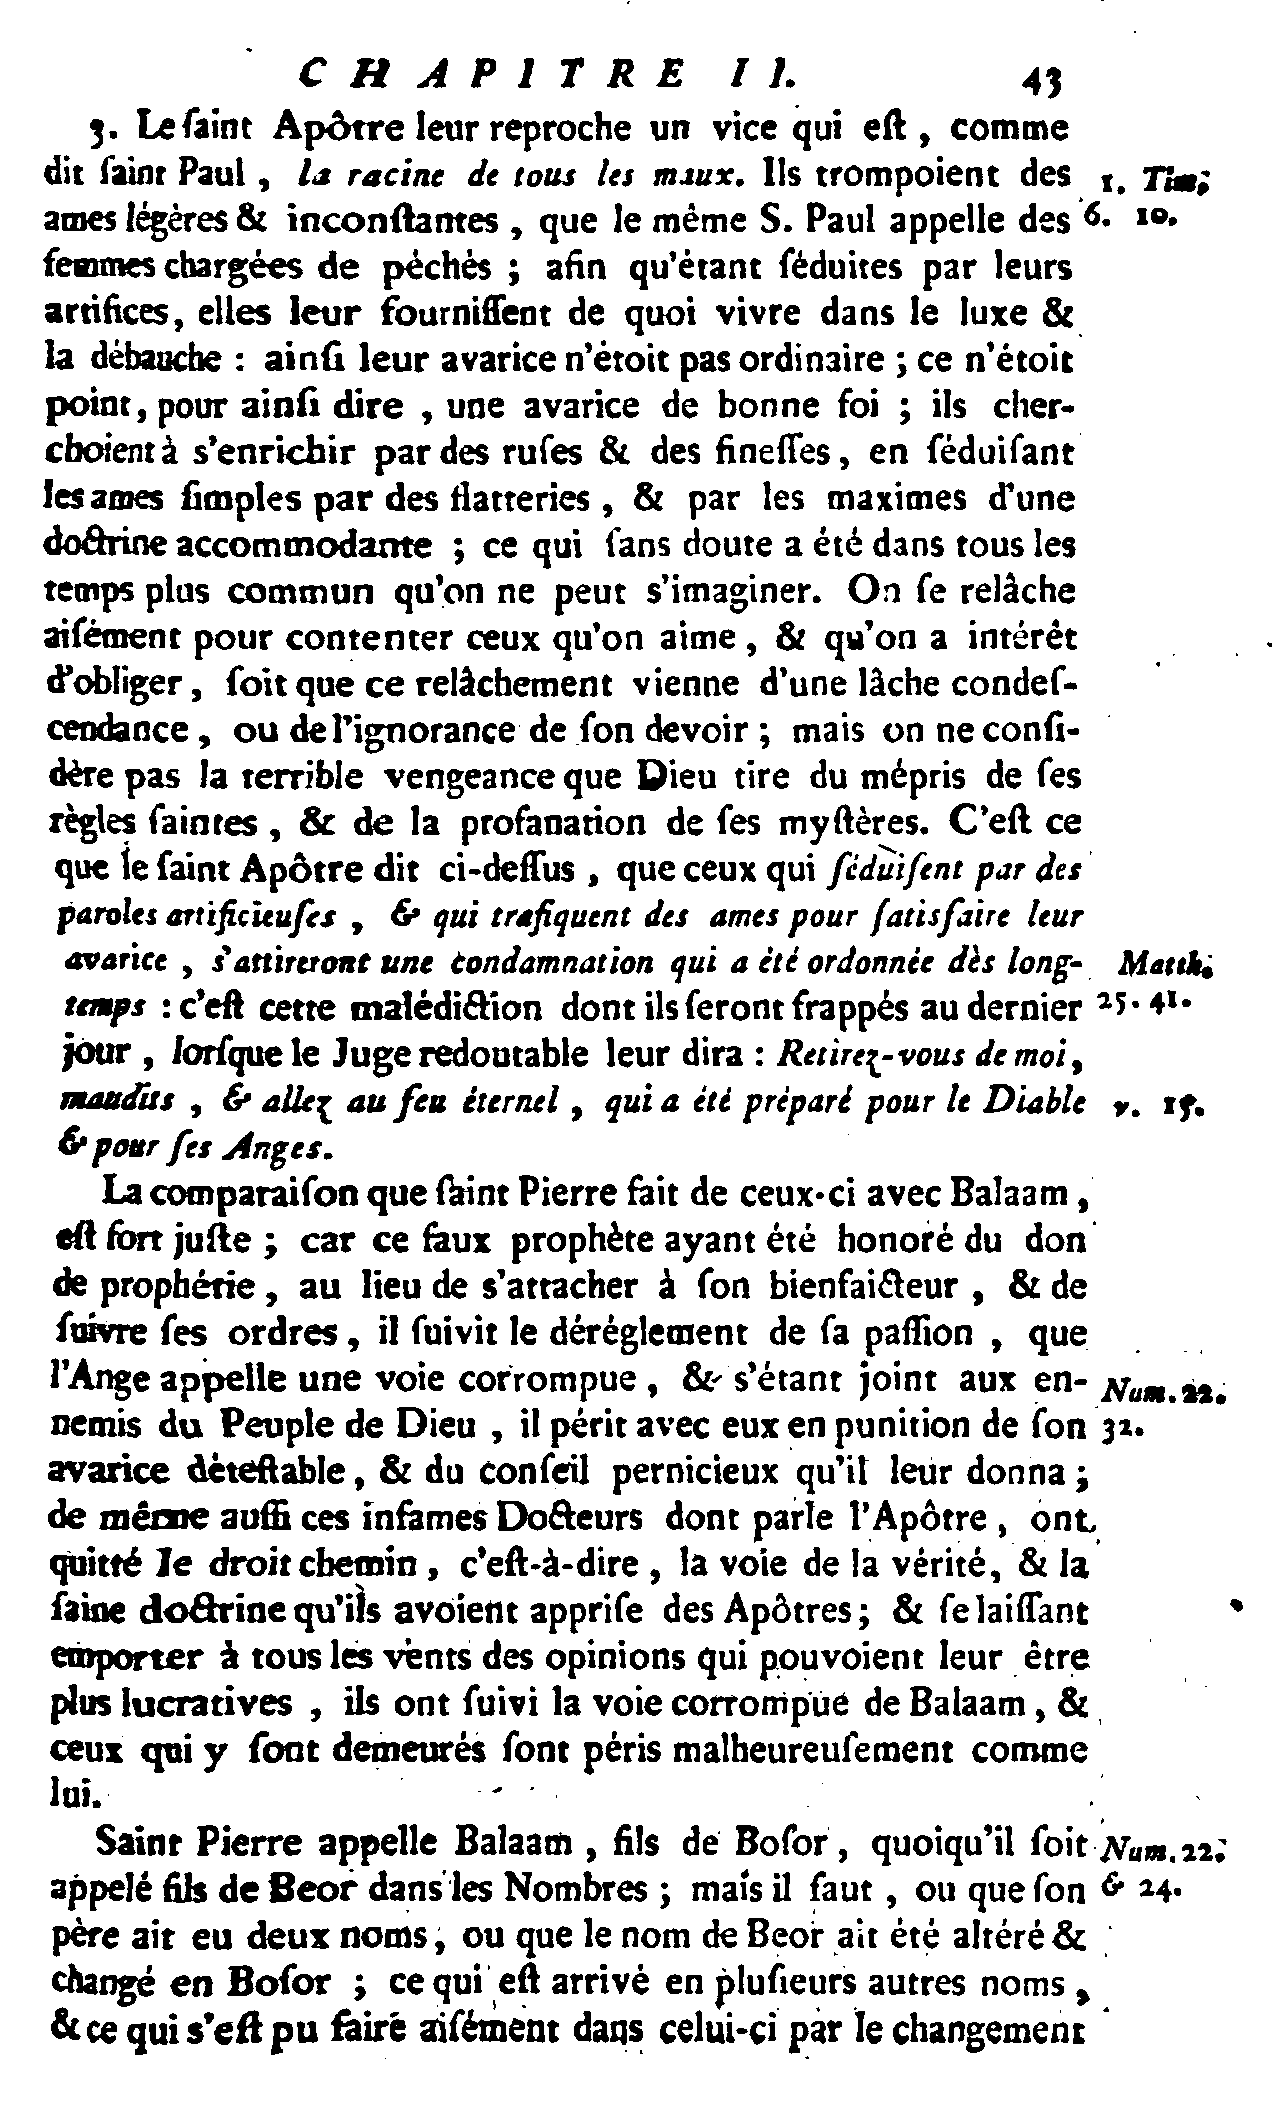 CHAPITRE II. 43
3. Le ſaint Apôtre leur reproche un vice qui eſt, comme
dit ſaint Paul, la racine de tous les maux. Ils trompoient des
1. Tim.
ames légères & inconſtantes, que le même S. Paul appelle des
6. 10.
femmes chargées de péchés ; afin qu'étant ſéduites par leurs
artifices, elles leur fourniſſent de quoi vivre dans le luxe &
la débauche : ainſi leur avarice n'étoit pas ordinaire ; ce n'étoit
point, pour ainſi dire, une avarice de bonne foi ; ils cher-
choient à s'enrichir par des ruſes & des fineſſes, en ſéduiſant
les ames ſimples par des flatteries, & par les maximes d'une
doctrine accommodante ; ce qui ſans doute a été dans tous les
temps plus commun qu'on ne peut s'imaginer. On ſe relâche
aiſément pour contenter ceux qu'on aime, & qu'on a intérêt
d'obliger, ſoit que ce relâchement vienne d'une lâche condeſ-
cendance, ou de l'ignorance de ſon devoir ; mais on ne conſi-
dère pas la terrible vengeance que Dieu tire du mépris de ſes
règles ſaintes, & de la profanation de ſes myſtères. C'eſt ce
que le ſaint Apôtre dit ci-deſſus, que ceux qui ſéduiſent par des
paroles artificieuſes, & qui trafiquent des ames pour ſatisfaire leur
avarice, s'attireront une condamnation qui a été ordonnée dès long-
Matth.
temps : c'eſt cette malédiction dont ils ſeront frappés au dernier
25. 41.
jour, lorſque le Juge redoutable leur dira : Retirez-vous de moi,
maudits, & allez au feu éternel, qui a été préparé pour le Diable
v. 15.
& pour ſes Anges.
La comparaiſon que ſaint Pierre fait de ceux-ci avec Balaam,
eſt fort juſte ; car ce faux prophète ayant été honoré du don
de prophétie, au lieu de s'attacher à ſon bienfaicteur, & de
ſuivre ſes ordres, il ſuivit le déréglement de ſa paſſion, que
l'Ange appelle une voie corrompue, & s'étant joint aux en-
Num. 22.
nemis du Peuple de Dieu, il périt avec eux en punition de ſon
32.
avarice déteſtable, & du conſeil pernicieux qu'il leur donna ;
de même auſſi ces infames Docteurs dont parle l'Apôtre, ont
quitté le droit chemin, c'eſt-à-dire, la voie de la vérité, & la
ſaine doctrine qu'ils avoient appriſe des Apôtres ; & ſe laiſſant
emporter à tous les vents des opinions qui pouvoient leur être
plus lucratives, ils ont ſuivi la voie corrompue de Balaam, &
ceux qui y ſont demeurés ſont péris malheureuſement comme
lui.
Saint Pierre appelle Balaam, fils de Boſor, quoiqu'il ſoit
Num. 22.
appelé fils de Beor dans les Nombres ; mais il faut, ou que ſon
& 24.
père ait eu deux noms, ou que le nom de Beor ait été altéré &
changé en Boſor ; ce qui eſt arrivé en pluſieurs autres noms,
& ce qui s'eſt pu faire aiſément dans celui-ci par le changement